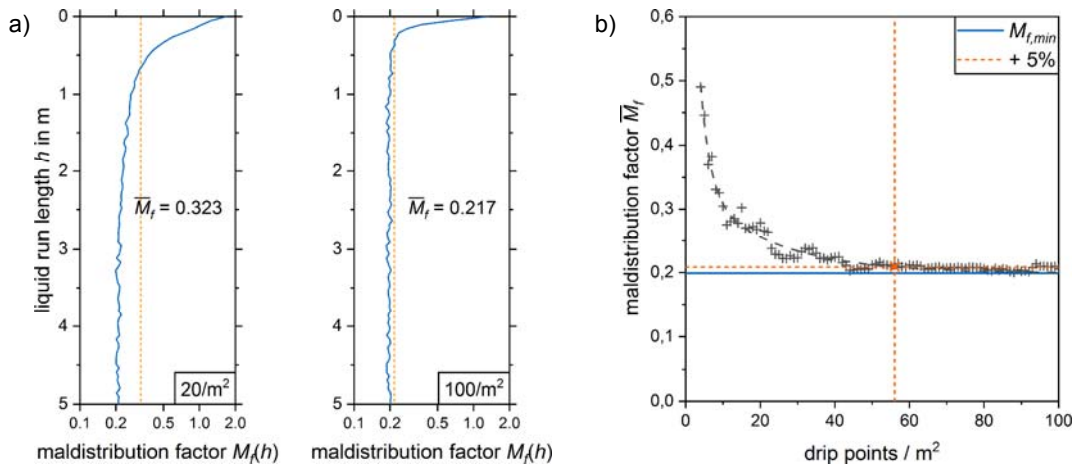 a)
liquid run length h in m
0
1
2
3
4
5
M̅f = 0.323
20/m²
0.1 0.2 0.5 1.0 2.0
maldistribution factor Mf(h)
0
1
2
3
4
5
M̅f = 0.217
100/m²
0.1 0.2 0.5 1.0 2.0
maldistribution factor Mf(h)
b)
maldistribution factor M̅f
0,6
0,5
0,4
0,3
0,2
0,1
0,0
Mf,min
+ 5%
0 20 40 60 80 100
drip points / m²